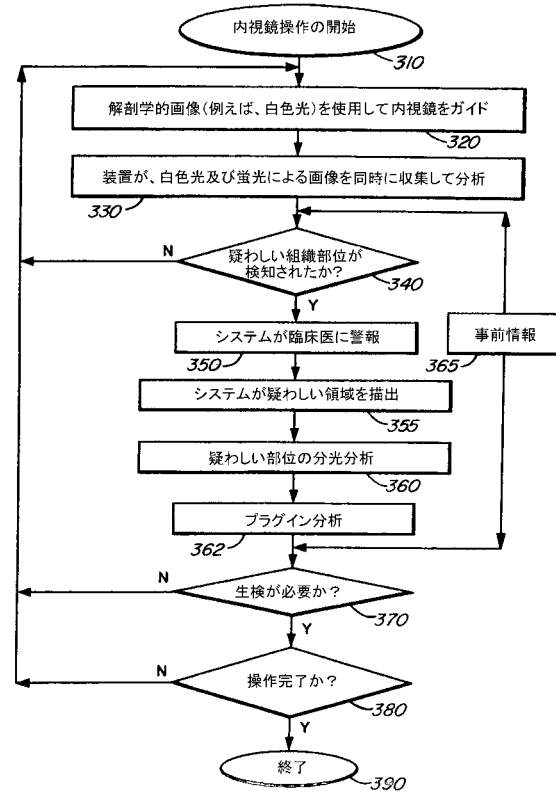 内視鏡操作の開始
310
解剖学的画像(例えば、白色光)を使用して内視鏡をガイド
320
装置が、白色光及び蛍光による画像を同時に収集して分析
330
疑わしい組織部位が
検知されたか?
340
N
Y
システムが臨床医に警報
350
事前情報
365
システムが疑わしい領域を描出
355
疑わしい部位の分光分析
360
プラグイン分析
362
生検が必要か?
370
N
Y
操作完了か?
380
N
Y
終了
390